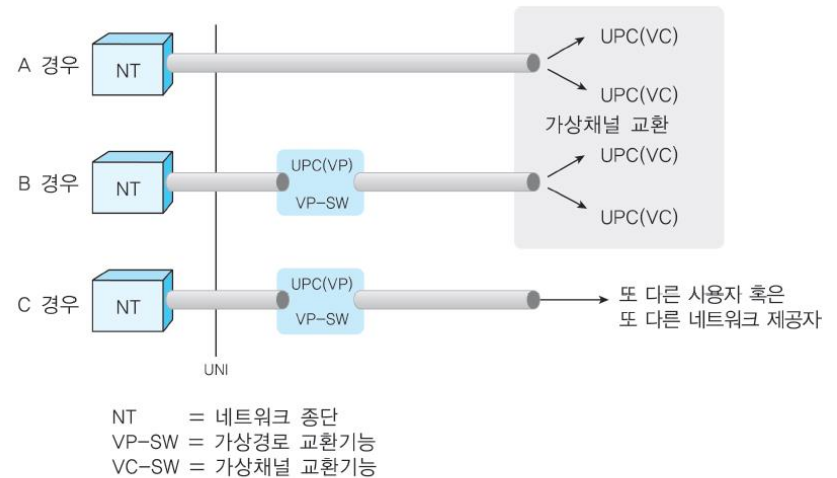 UPC(VC)
A 경우
NT
UPC(VC)
가상채널 교환
UPC(VP)
UPC(VC)
B 경우
NT
VP-SW
UPC(VC)
UPC(VP)
C 경우
NT
VP-SW
또 다른 사용자 혹은
또 다른 네트워크 제공자
UNI
NT = 네트워크 종단
VP-SW = 가상경로 교환기능
VC-SW = 가상채널 교환기능